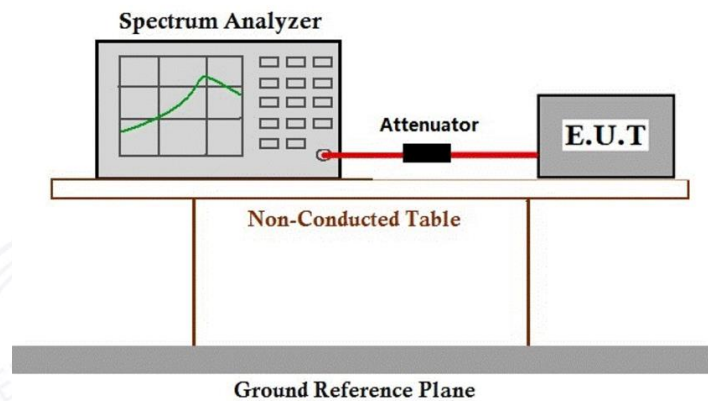 Spectrum Analyzer
Attenuator
E.U.T
Non-Conducted Table
Ground Reference Plane